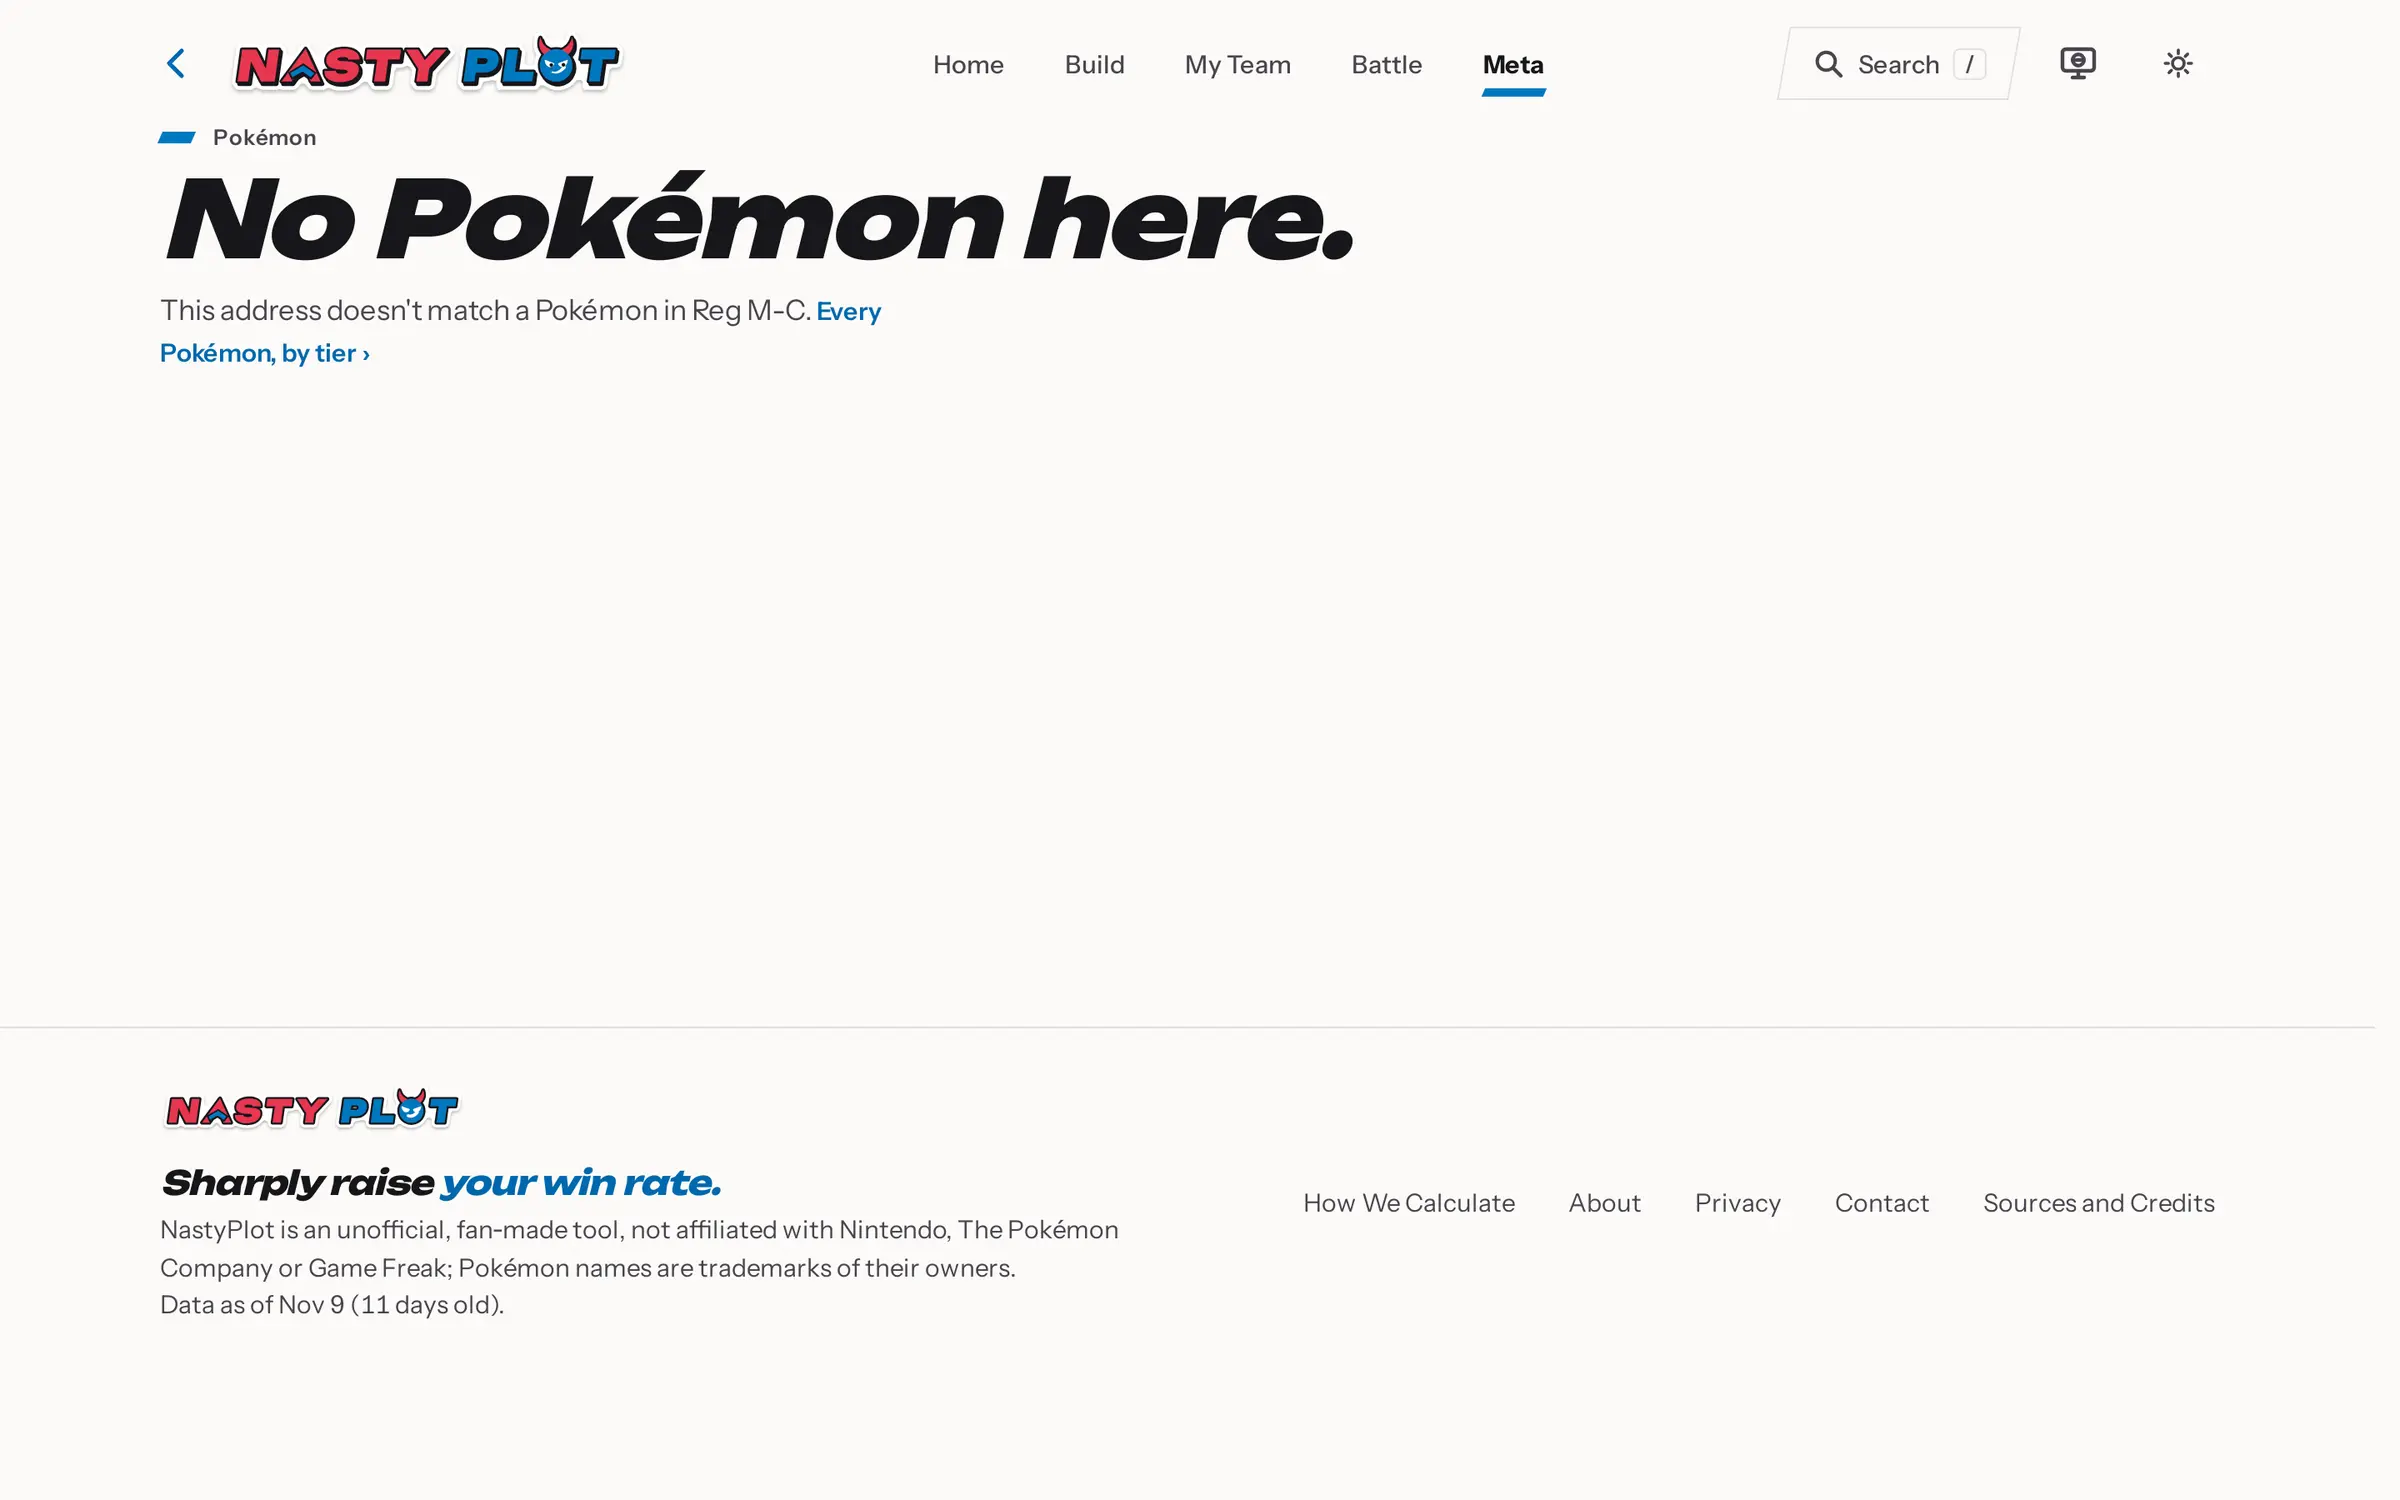 NASTY PLOT
Home
Build
My Team
Battle
Meta
Search /
Pokémon
No Pokémon here.
This address doesn't match a Pokémon in Reg M-C. Every
Pokémon, by tier ›
NASTY PLOT
Sharply raise your win rate.
NastyPlot is an unofficial, fan-made tool, not affiliated with Nintendo, The Pokémon
Company or Game Freak; Pokémon names are trademarks of their owners.
Data as of Nov 9 (11 days old).
How We Calculate
About
Privacy
Contact
Sources and Credits